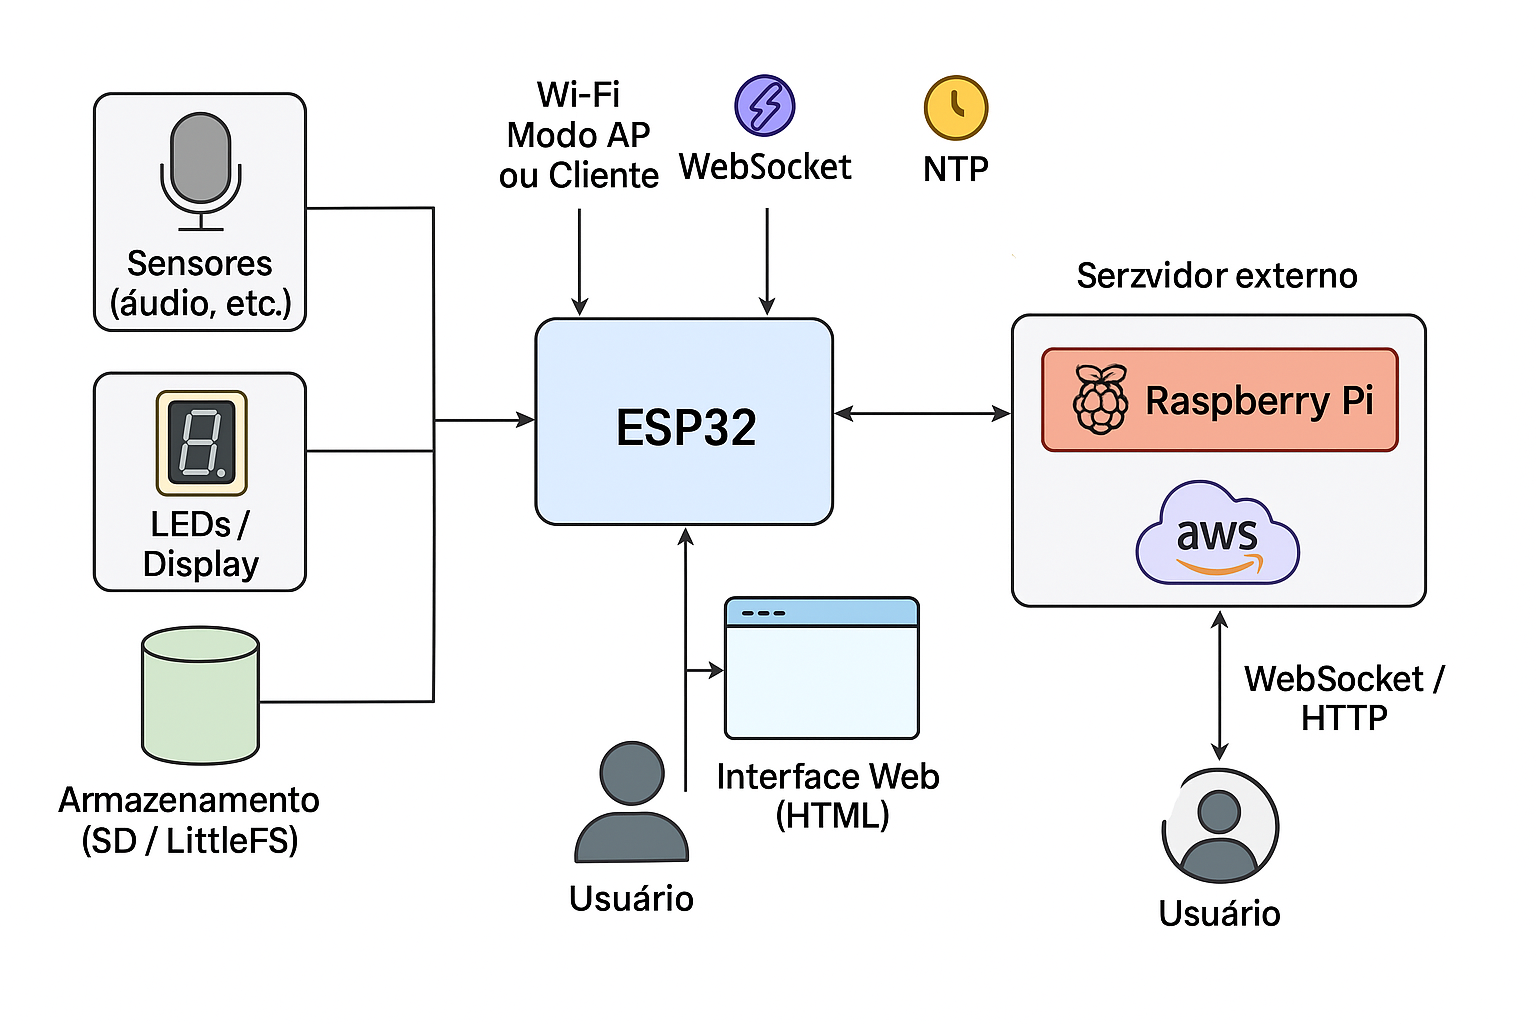 Wi-Fi
Modo AP
ou Cliente
WebSocket
NTP
Sensores
(áudio, etc.)
LEDs /
Display
Armazenamento
(SD / LittleFS)
ESP32
Serzvidor externo
Raspberry Pi
aws
Interface Web
(HTML)
Usuário
WebSocket /
HTTP
Usuário